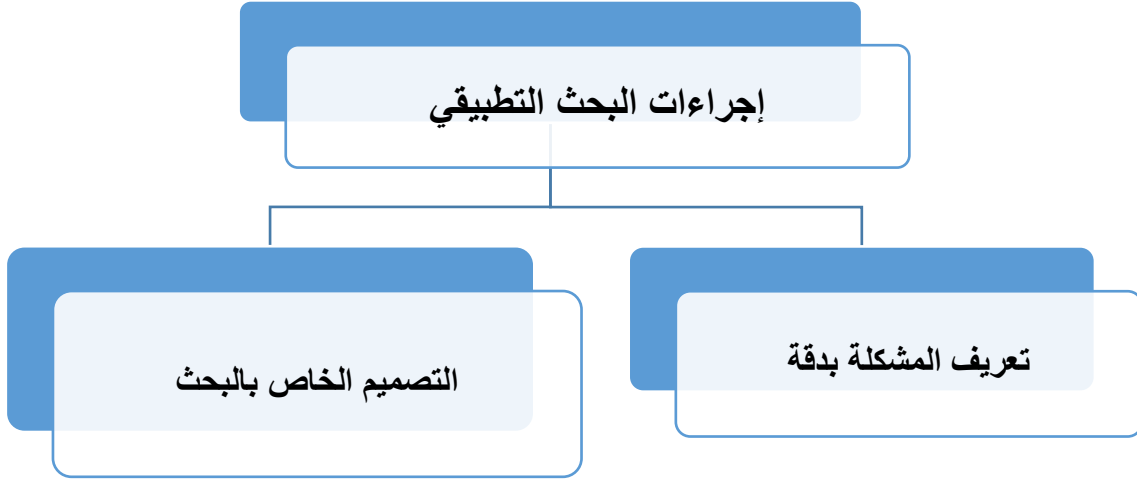 إجراءات البحث التطبيقي
تعريف المشكلة بدقة
التصميم الخاص بالبحث